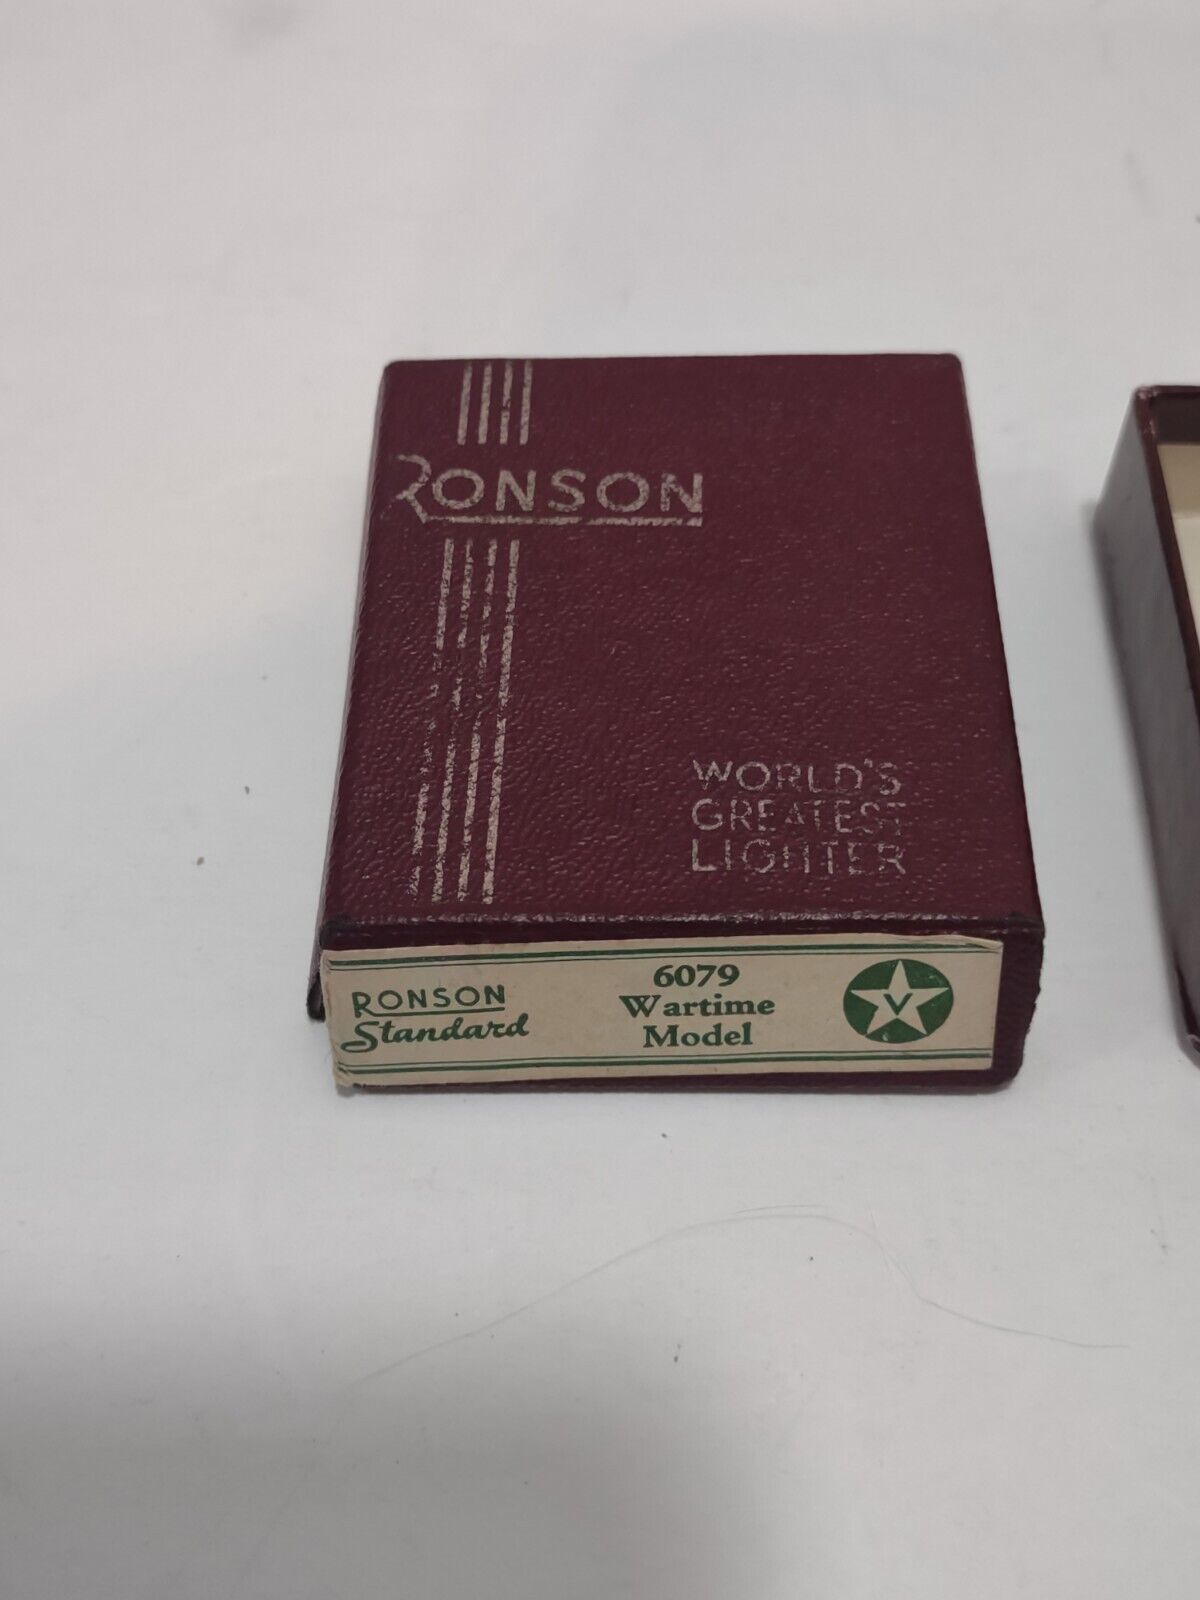 RONSON
WORLD'S
GREATEST
LIGHTER
RONSON
Standard
6079
Wartime
Model
V